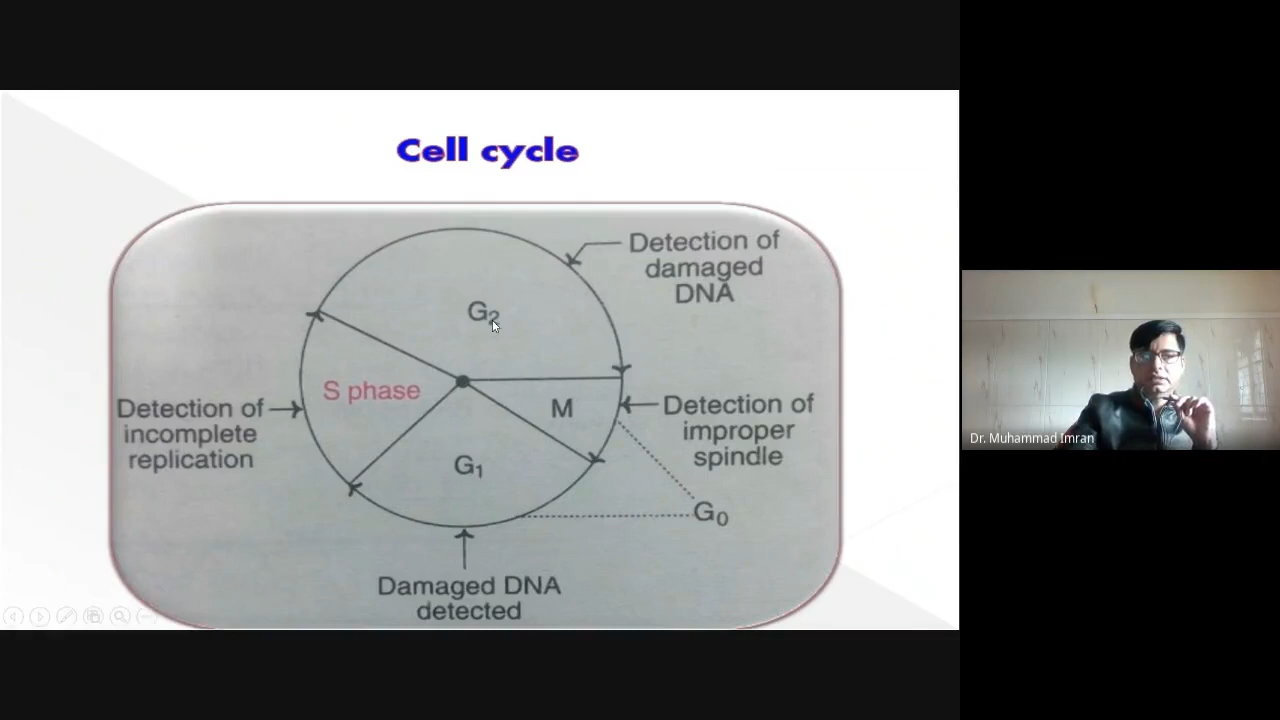 Cell cycle
Detection of
damaged
DNA
G₂
S phase
M
Detection of
incomplete
replication
Detection of
improper
spindle
G₁
G₀
Damaged DNA
detected
Dr. Muhammad Imran